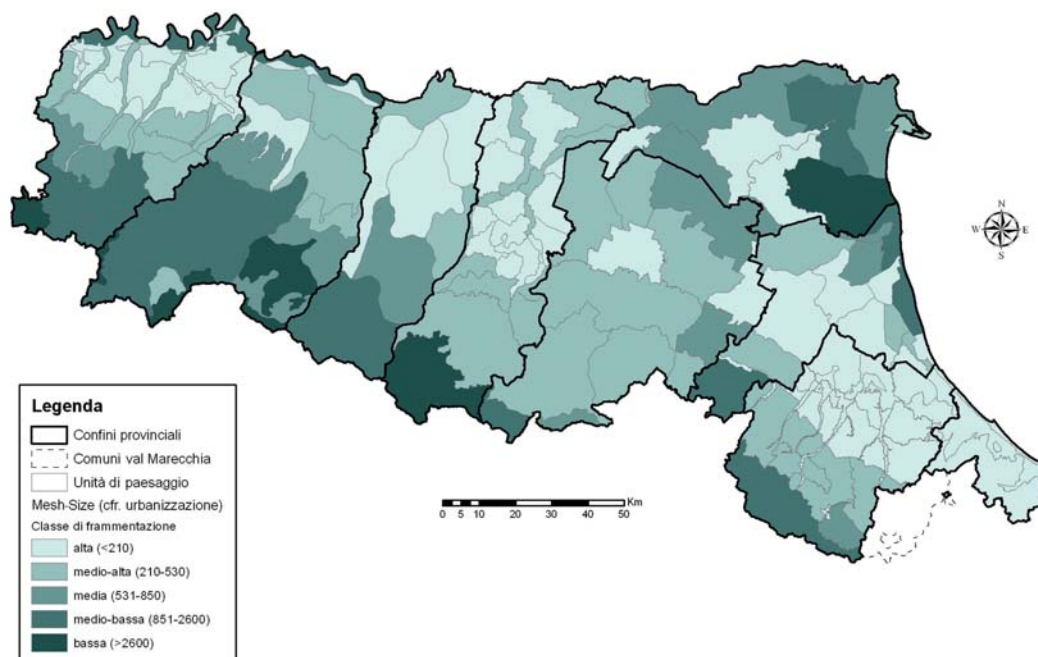 N
W E
S
Legenda
Confini provinciali
Comuni val Marecchia
Unità di paesaggio
Mesh-Size (cfr. urbanizzazione)
Classe di frammentazione
alta (<210)
medio-alta (210-530)
media (531-850)
medio-bassa (851-2600)
bassa (>2600)
Km
0 5 10 20 30 40 50